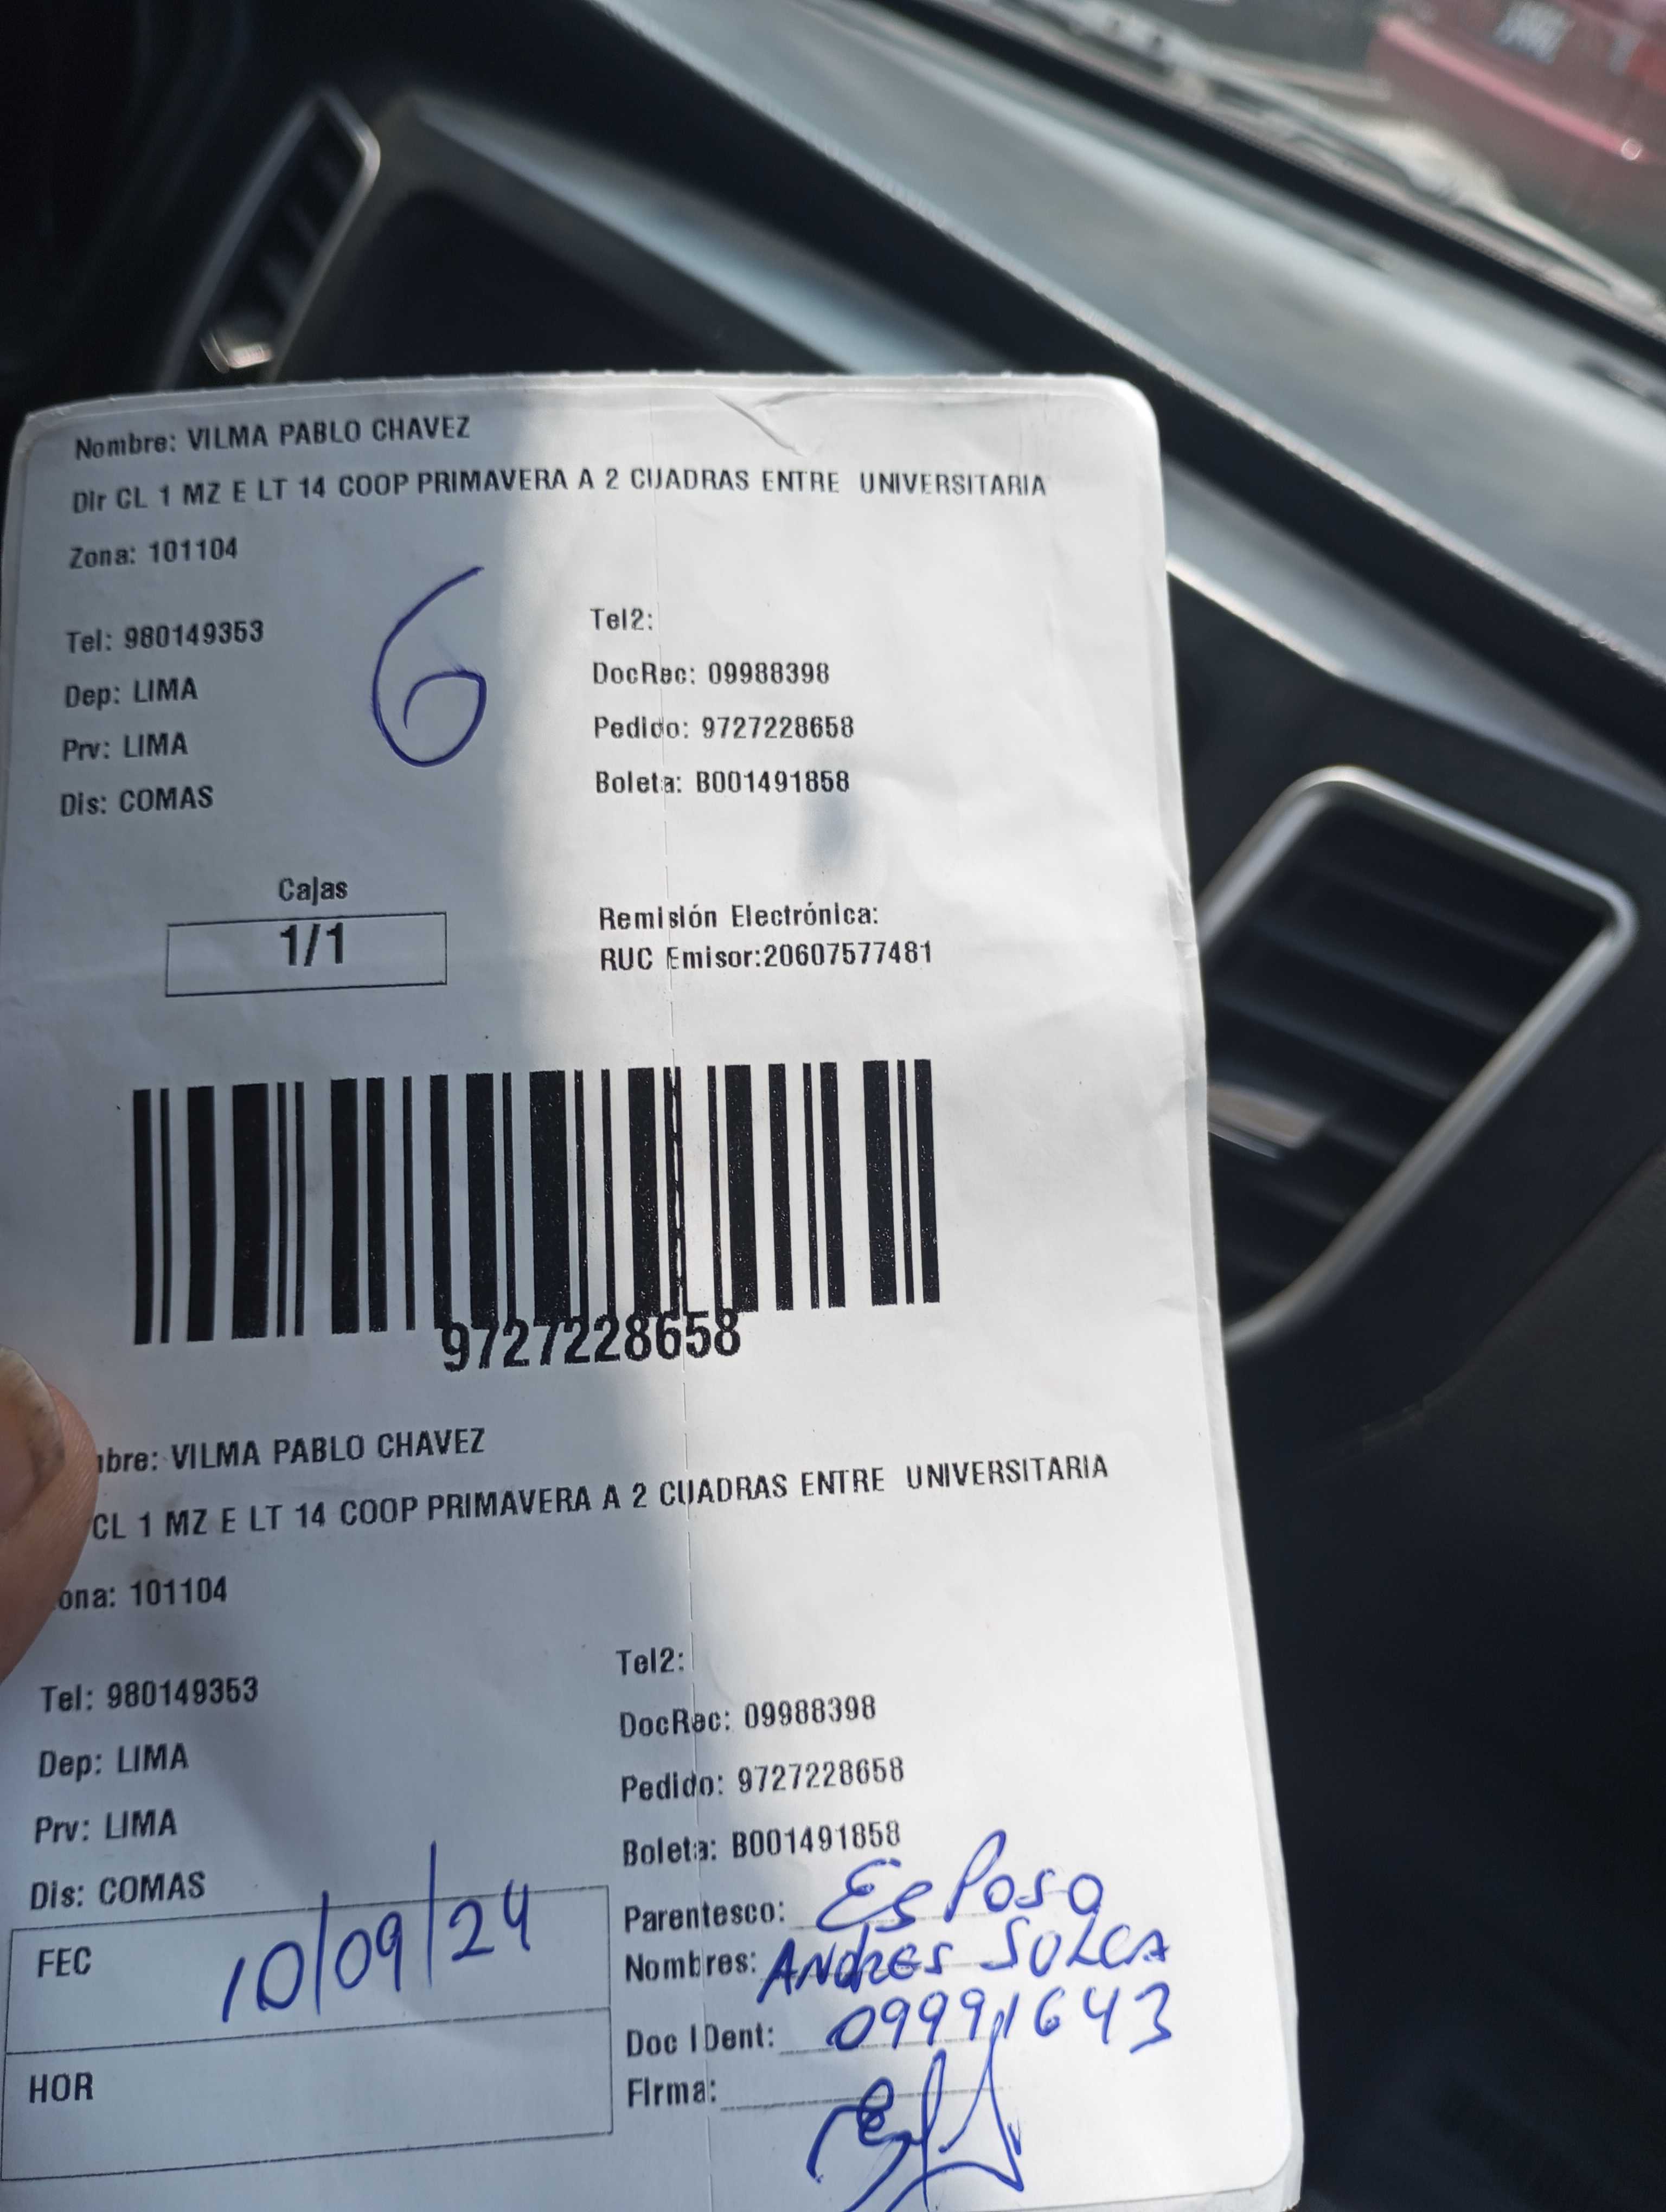 Nombre: VILMA PABLO CHAVEZ
Dir CL 1 MZ E LT 14 COOP PRIMAVERA A 2 CUADRAS ENTRE UNIVERSITARIA
Zona: 101104
6
Tel: 980149353
Dep: LIMA
Prv: LIMA
Dis: COMAS
Tel2:
DocRec: 09988398
Pedido: 9727228658
Boleta: B001491858
Cajas
1/1
Remisión Electrónica:
RUC Emisor:20607577481
9727228658
bre: VILMA PABLO CHAVEZ
CL 1 MZ E LT 14 COOP PRIMAVERA A 2 CUADRAS ENTRE UNIVERSITARIA
ona: 101104
Tel: 980149353
Dep: LIMA
Prv: LIMA
Dis: COMAS
Tel2:
DocRec: 09988398
Pedido: 9727228658
Boleta: B001491858
Parentesco: Esposo
Nombres: ANdRES SULCA
Doc IDent: 09991643
Firma:
FEC 10/09/24
HOR